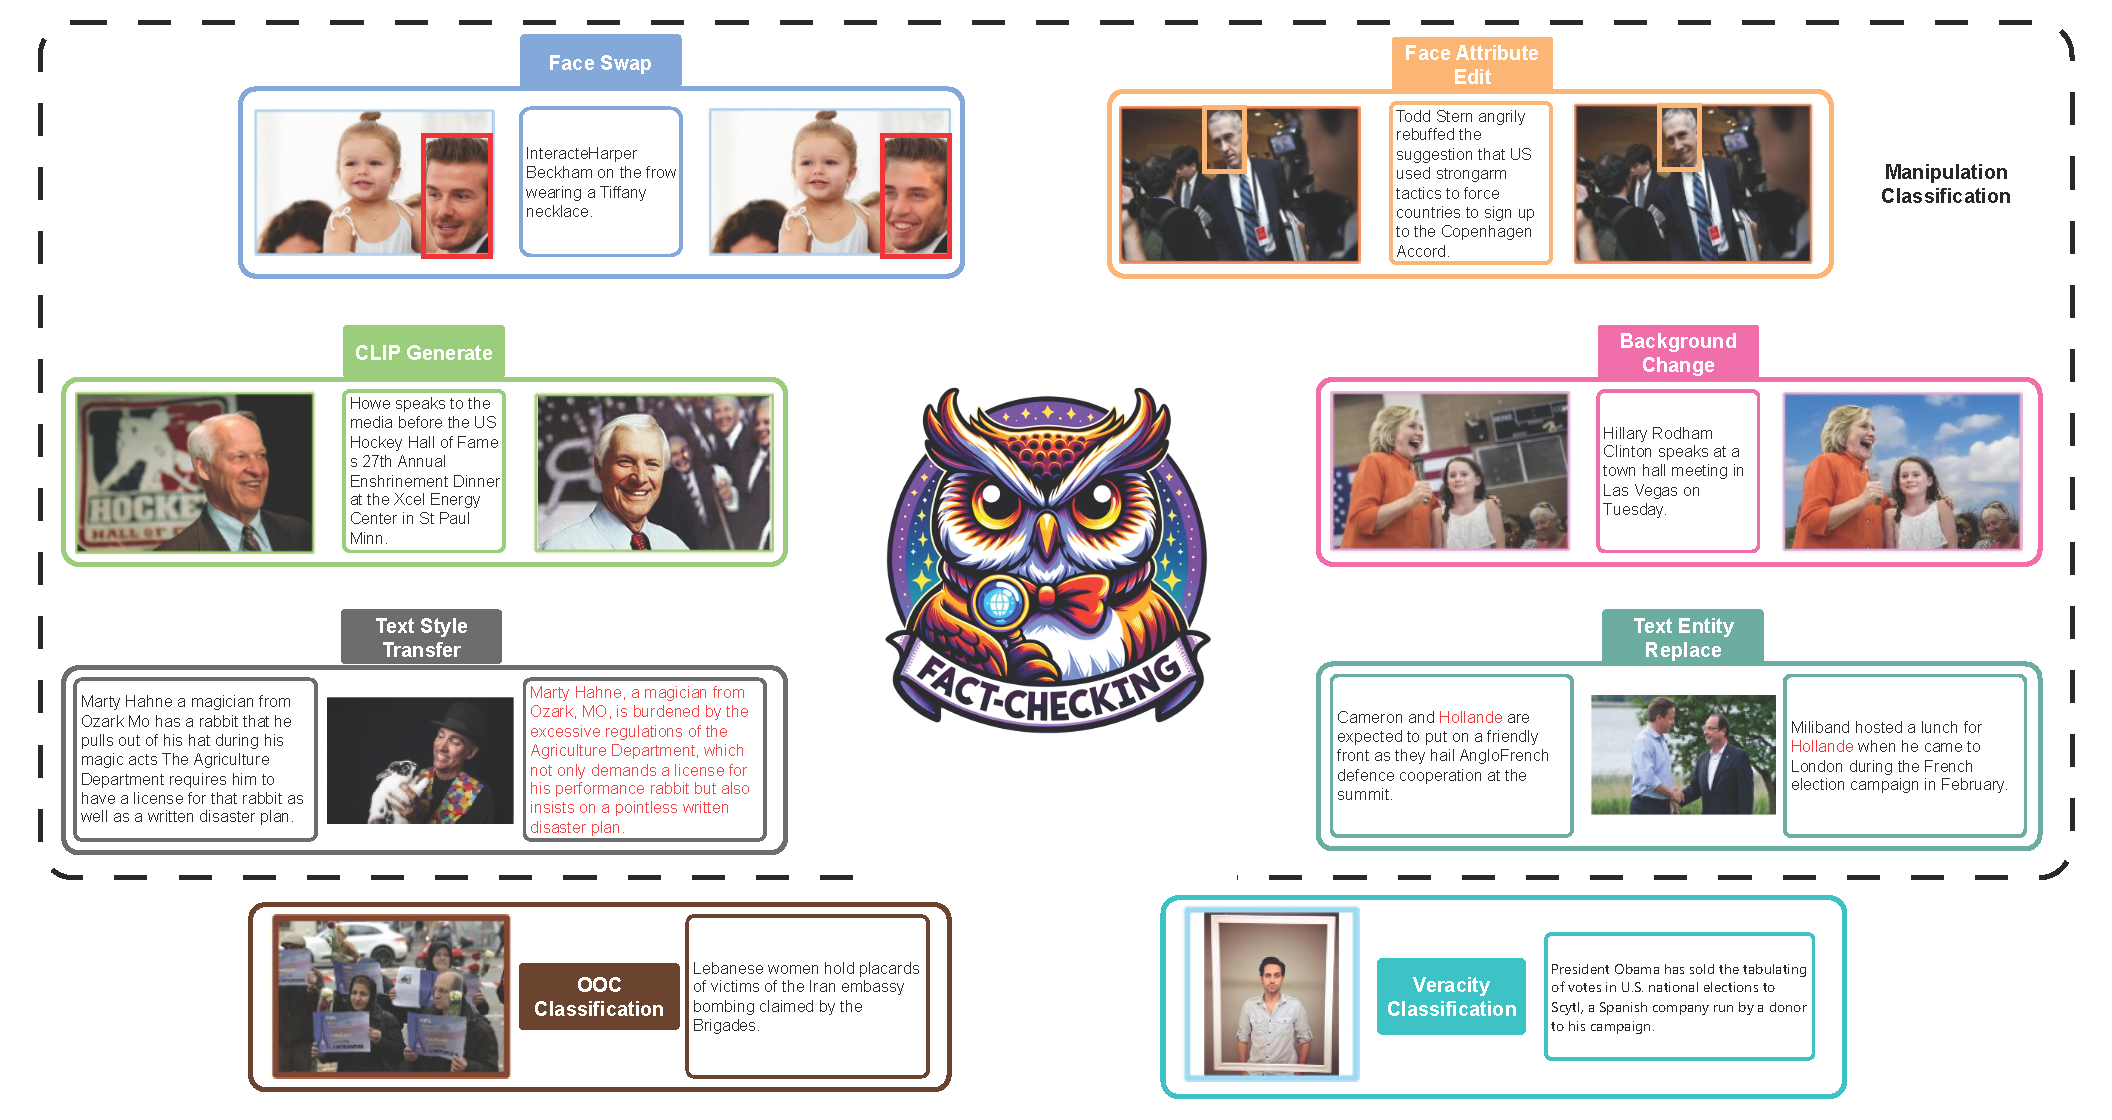 Face Swap
InteracteHarper
Beckham on the frow
wearing a Tiffany
necklace.
Face Attribute
Edit
Todd Stern angrily
rebuffed the
suggestion that US
used strongarm
tactics to force
countries to sign up
to the Copenhagen
Accord.
Manipulation
Classification
CLIP Generate
HOCKE
HALL OF
Howe speaks to the
media before the US
Hockey Hall of Fame
s 27th Annual
Enshrinement Dinner
at the Xcel Energy
Center in St Paul
Minn.
Background
Change
Hillary Rodham
Clinton speaks at a
town hall meeting in
Las Vegas on
Tuesday.
FACT-CHECKING
Text Style
Transfer
Marty Hahne a magician from
Ozark Mo has a rabbit that he
pulls out of his hat during his
magic acts The Agriculture
Department requires him to
have a license for that rabbit as
well as a written disaster plan.
Marty Hahne, a magician from
Ozark, MO, is burdened by the
excessive regulations of the
Agriculture Department, which
not only demands a license for
his performance rabbit but also
insists on a pointless written
disaster plan.
Text Entity
Replace
Cameron and Hollande are
expected to put on a friendly
front as they hail AngloFrench
defence cooperation at the
summit.
Miliband hosted a lunch for
Hollande when he came to
London during the French
election campaign in February.
OOC
Classification
Lebanese women hold placards
of victims of the Iran embassy
bombing claimed by the
Brigades.
Veracity
Classification
President Obama has sold the tabulating
of votes in U.S. national elections to
Scytl, a Spanish company run by a donor
to his campaign.